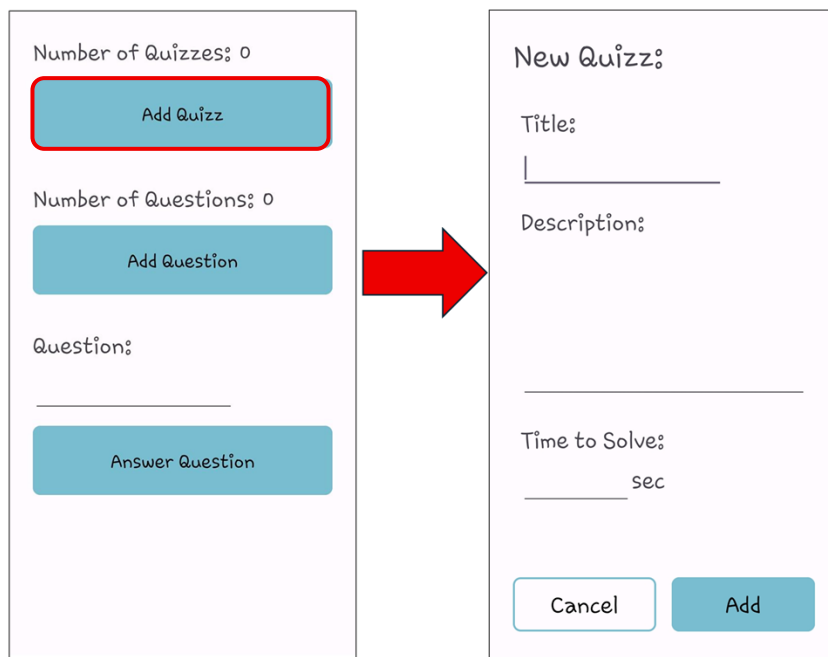 Number of Quizzes: 0
Add Quizz
Number of Questions: 0
Add Question
Question:
Answer Question
New Quizz:
Title:
Description:
Time to Solve:
sec
Cancel
Add